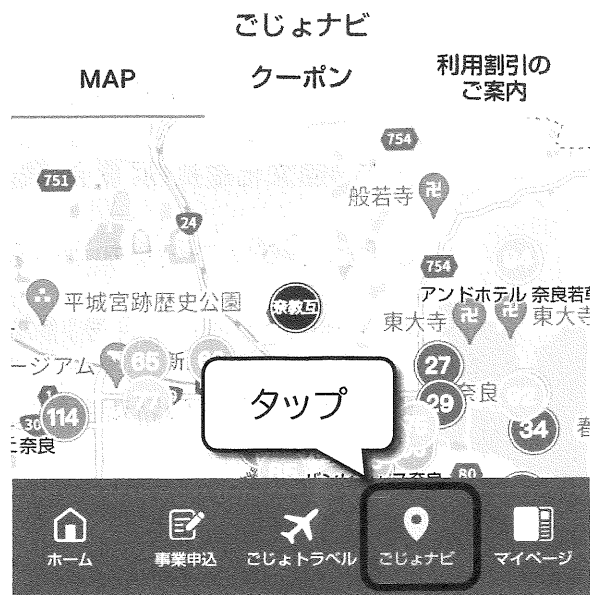 ごじょナビ
MAP
クーポン
利用割引の
ご案内
754
751
般若寺
24
754
平城宮跡歴史公園
奈教互
アンドホテル 奈良若草
東大寺
東大寺
ージアム
65
新
27
77
奈良
29
114
30
34
奈良
タップ
80
ホーム
事業申込
ごじょトラベル
ごじょナビ
マイページ